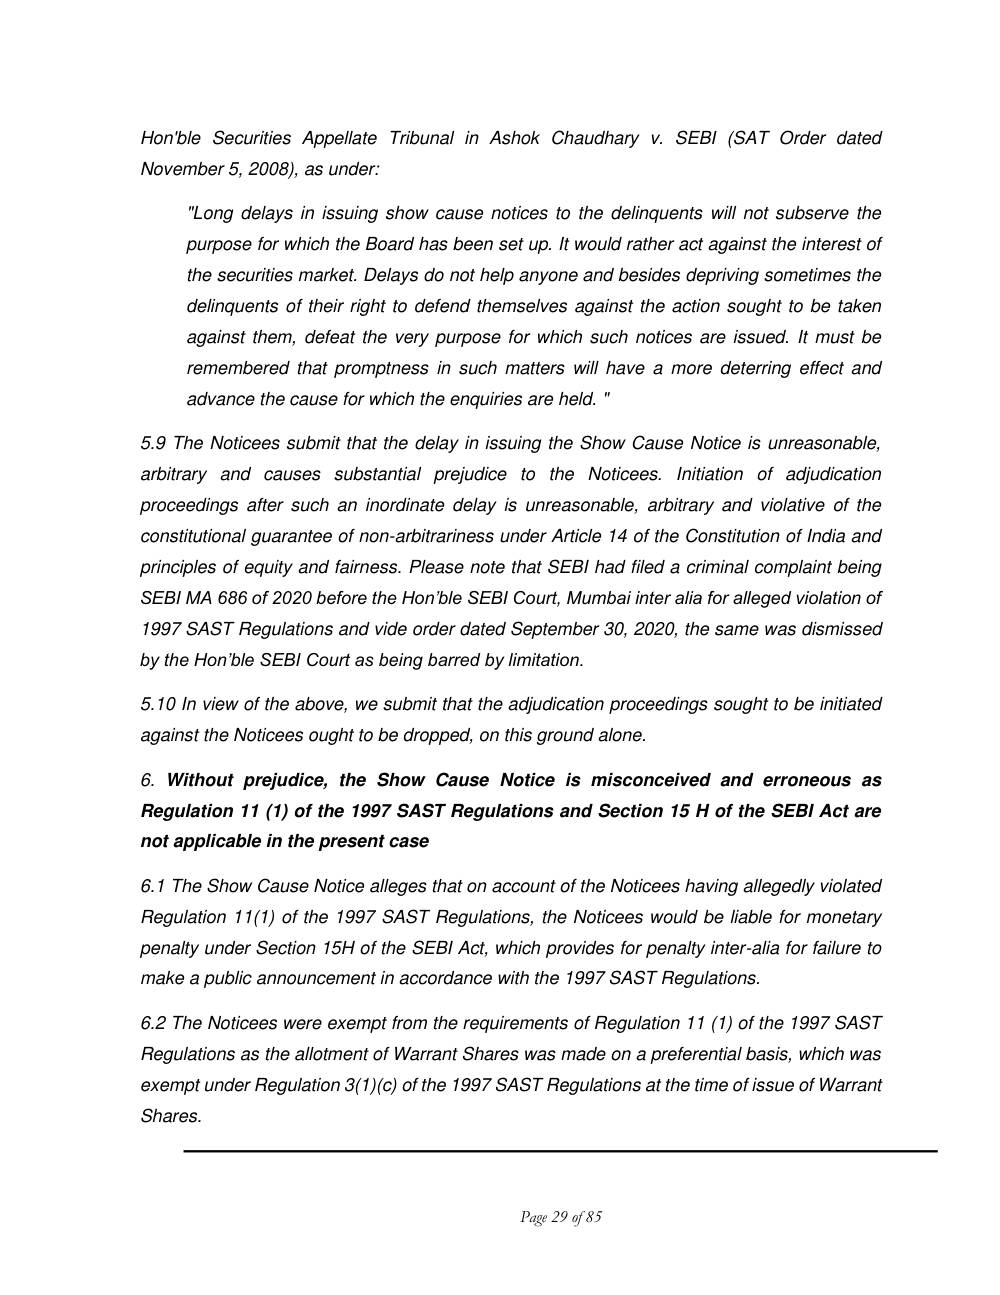 Hon'ble Securities Appellate Tribunal in Ashok Chaudhary v. SEBI (SAT Order dated
November 5, 2008), as under:
"Long delays in issuing show cause notices to the delinquents will not subserve the
purpose for which the Board has been set up. It would rather act against the interest of
the securities market. Delays do not help anyone and besides depriving sometimes the
delinquents of their right to defend themselves against the action sought to be taken
against them, defeat the very purpose for which such notices are issued. It must be
remembered that promptness in such matters will have a more deterring effect and
advance the cause for which the enquiries are held. "
5.9 The Noticees submit that the delay in issuing the Show Cause Notice is unreasonable,
arbitrary and causes substantial prejudice to the Noticees. Initiation of adjudication
proceedings after such an inordinate delay is unreasonable, arbitrary and violative of the
constitutional guarantee of non-arbitrariness under Article 14 of the Constitution of India and
principles of equity and fairness. Please note that SEBI had filed a criminal complaint being
SEBI MA 686 of 2020 before the Hon’ble SEBI Court, Mumbai inter alia for alleged violation of
1997 SAST Regulations and vide order dated September 30, 2020, the same was dismissed
by the Hon’ble SEBI Court as being barred by limitation.
5.10 In view of the above, we submit that the adjudication proceedings sought to be initiated
against the Noticees ought to be dropped, on this ground alone.
6. Without prejudice, the Show Cause Notice is misconceived and erroneous as
Regulation 11 (1) of the 1997 SAST Regulations and Section 15 H of the SEBI Act are
not applicable in the present case
6.1 The Show Cause Notice alleges that on account of the Noticees having allegedly violated
Regulation 11(1) of the 1997 SAST Regulations, the Noticees would be liable for monetary
penalty under Section 15H of the SEBI Act, which provides for penalty inter-alia for failure to
make a public announcement in accordance with the 1997 SAST Regulations.
6.2 The Noticees were exempt from the requirements of Regulation 11 (1) of the 1997 SAST
Regulations as the allotment of Warrant Shares was made on a preferential basis, which was
exempt under Regulation 3(1)(c) of the 1997 SAST Regulations at the time of issue of Warrant
Shares.
Page 29 of 85